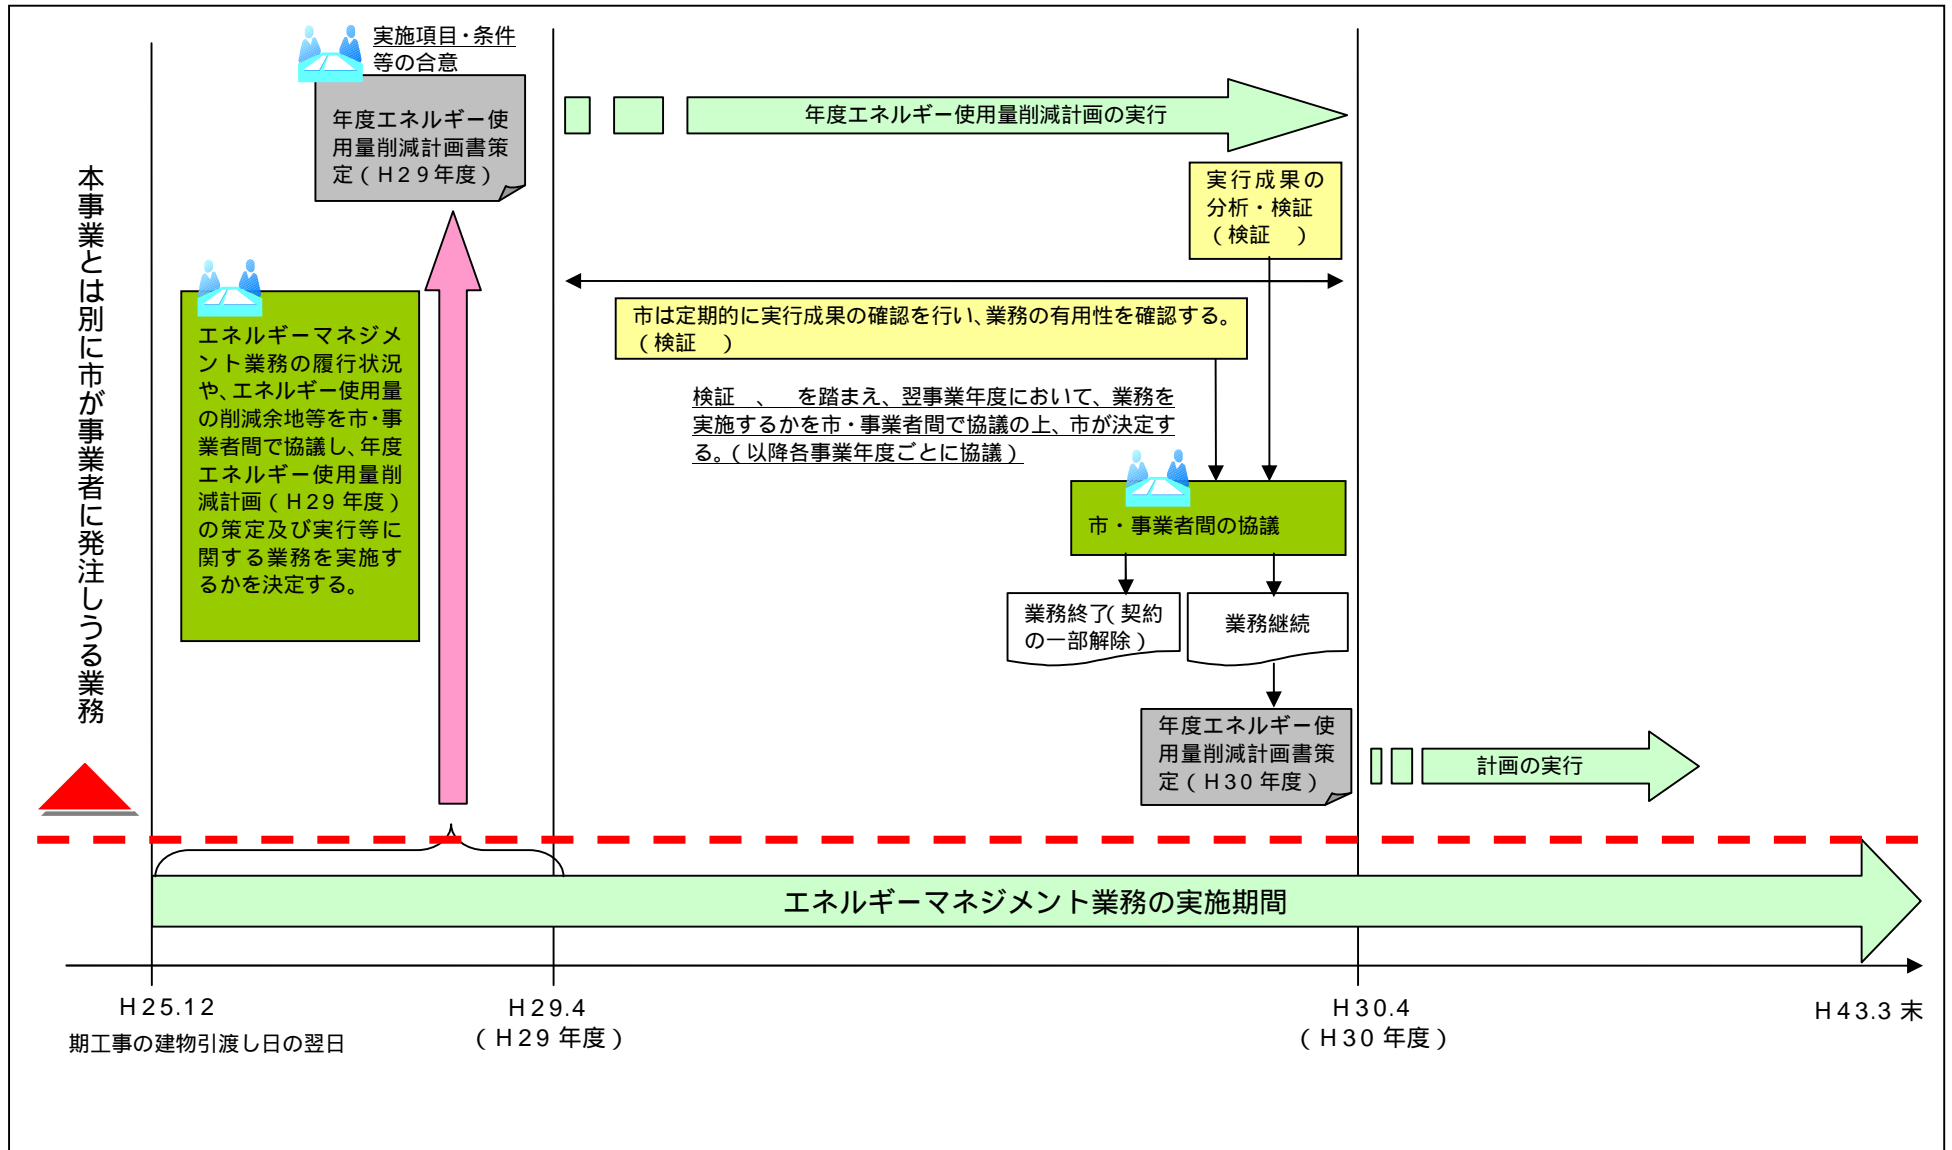 実施項目・条件
等の合意
年度エネルギー使
用量削減計画書策
定（H29年度）
年度エネルギー使用量削減計画の実行
実行成果の
分析・検証
（検証　）
本事業とは別に市が事業者に発注しうる業務
市は定期的に実行成果の確認を行い、業務の有用性を確認する。
（検証　）
エネルギーマネジメ
ント業務の履行状況
や、エネルギー使用量
の削減余地等を市・事
業者間で協議し、年度
エネルギー使用量削
減計画（H29 年度）
の策定及び実行等に
関する業務を実施す
るかを決定する。
検証　、　を踏まえ、翌事業年度において、業務を
実施するかを市・事業者間で協議の上、市が決定す
る。（以降各事業年度ごとに協議）
市・事業者間の協議
業務終了（契約
の一部解除）
業務継続
年度エネルギー使
用量削減計画書策
定（H30 年度）
計画の実行
エネルギーマネジメント業務の実施期間
H25.12
期工事の建物引渡し日の翌日
H29.4
（H29 年度）
H30.4
（H30 年度）
H43.3 末